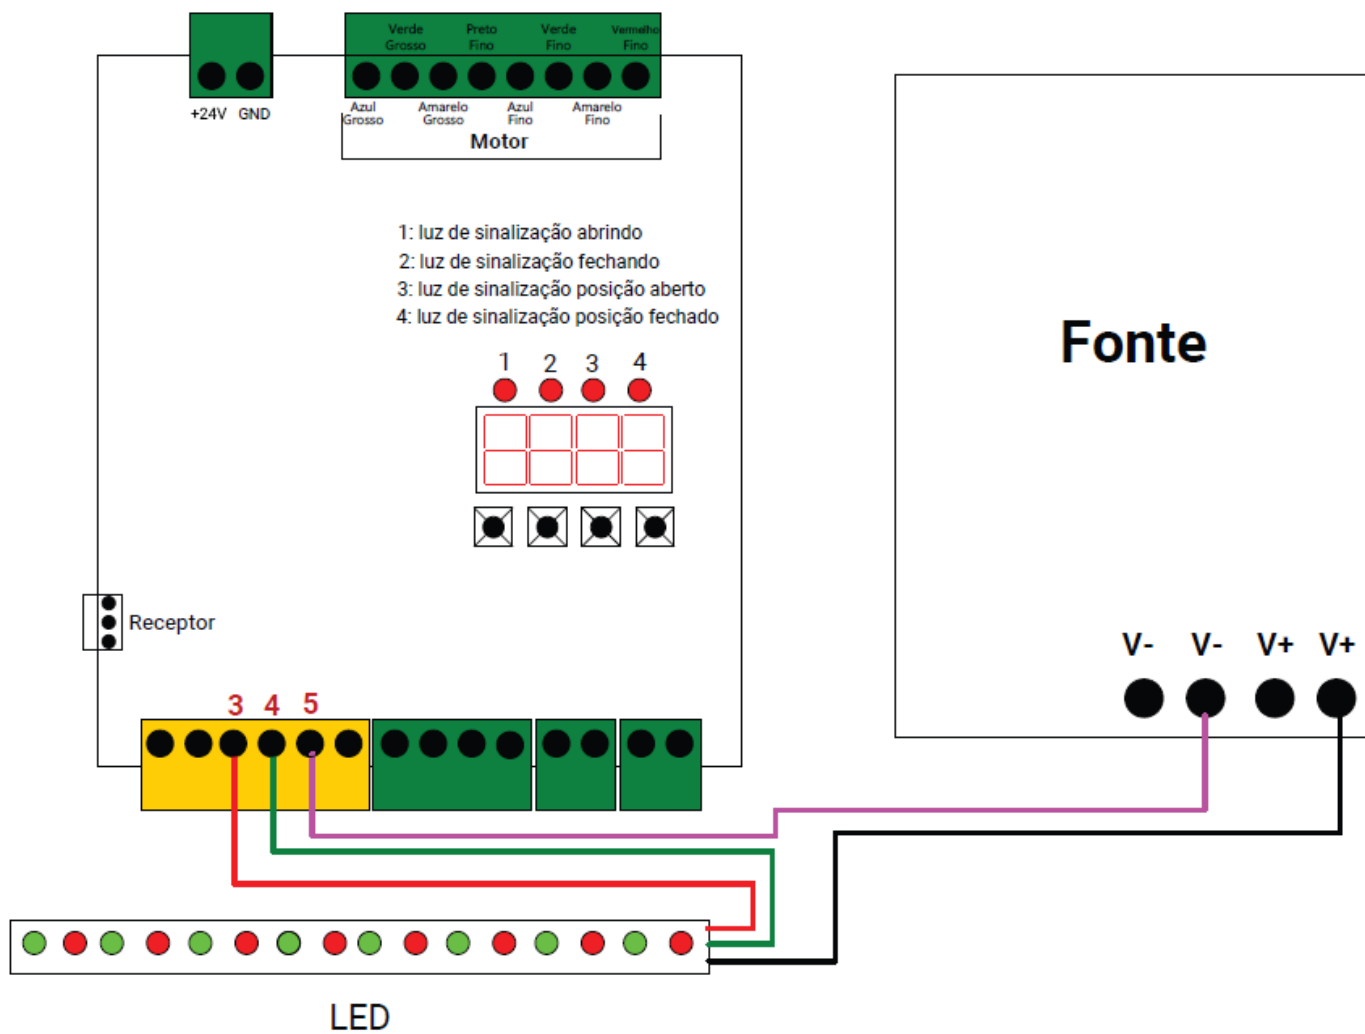 Verde Grosso
Preto Fino
Verde Fino
Vermelho Fino
+24V GND
Azul Grosso
Amarelo Grosso
Azul Fino
Amarelo Fino
Motor
1: luz de sinalização abrindo
2: luz de sinalização fechando
3: luz de sinalização posição aberto
4: luz de sinalização posição fechado
1 2 3 4
Fonte
Receptor
V- V- V+ V+
3 4 5
LED